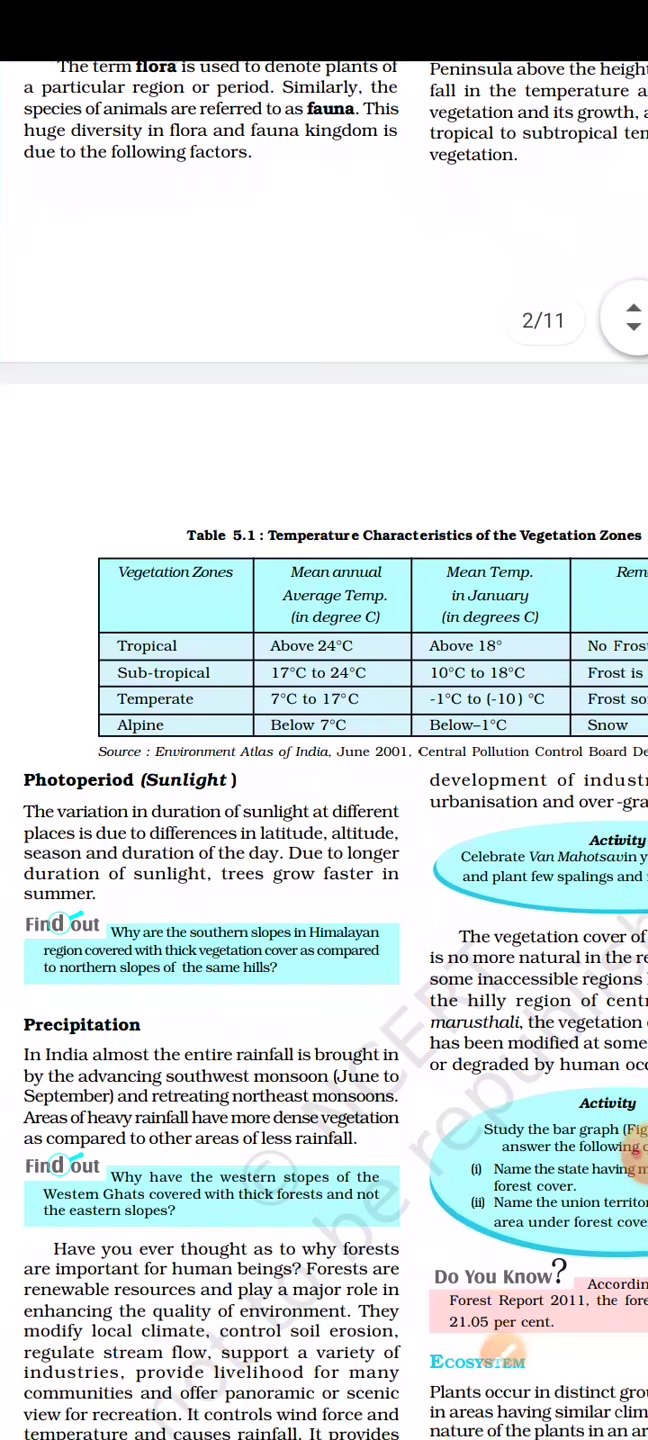 The term flora is used to denote plants of
a particular region or period. Similarly, the
species of animals are referred to as fauna. This
huge diversity in flora and fauna kingdom is
due to the following factors.
Peninsula above the height
fall in the temperature a
vegetation and its growth, a
tropical to subtropical
vegetation.
2/11
Table 5.1 : Temperature Characteristics of the Vegetation Zones
Vegetation Zones Mean annual Average Temp. (in degree C) Mean Temp. in January (in degrees C) Rem
Tropical Above 24°C Above 18° No Fros
Sub-tropical 17°C to 24°C 10°C to 18°C Frost is
Temperate 7°C to 17°C -1°C to (-10) °C Frost so
Alpine Below 7°C Below–1°C Snow
Source : Environment Atlas of India, June 2001, Central Pollution Control Board De
Photoperiod (Sunlight )
The variation in duration of sunlight at different
places is due to differences in latitude, altitude,
season and duration of the day. Due to longer
duration of sunlight, trees grow faster in
summer.
Find out Why are the southern slopes in Himalayan
region covered with thick vegetation cover as compared
to northern slopes of the same hills?
Precipitation
In India almost the entire rainfall is brought in
by the advancing southwest monsoon (June to
September) and retreating northeast monsoons.
Areas of heavy rainfall have more dense vegetation
as compared to other areas of less rainfall.
Find out Why have the western stopes of the
Westem Ghats covered with thick forests and not
the eastern slopes?
Have you ever thought as to why forests
are important for human beings? Forests are
renewable resources and play a major role in
enhancing the quality of environment. They
modify local climate, control soil erosion,
regulate stream flow, support a variety of
industries, provide livelihood for many
communities and offer panoramic or scenic
view for recreation. It controls wind force and
temperature and causes rainfall. It provides
development of industr
urbanisation and over-gra
Activity
Celebrate Van Mahotsavin y
and plant few spalings and
The vegetation cover of
is no more natural in the re
some inaccessible regions
the hilly region of centr
marusthali, the vegetation
has been modified at some
or degraded by human occ
Activity
Study the bar graph (Fig
answer the following
(i) Name the state having m
forest cover.
(ii) Name the union territor
area under forest cove
Do You Know? Accordin
Forest Report 2011, the fore
21.05 per cent.
ECOSYSTEM
Plants occur in distinct grou
in areas having similar clim
nature of the plants in an ar
© NCERT
not to be republish